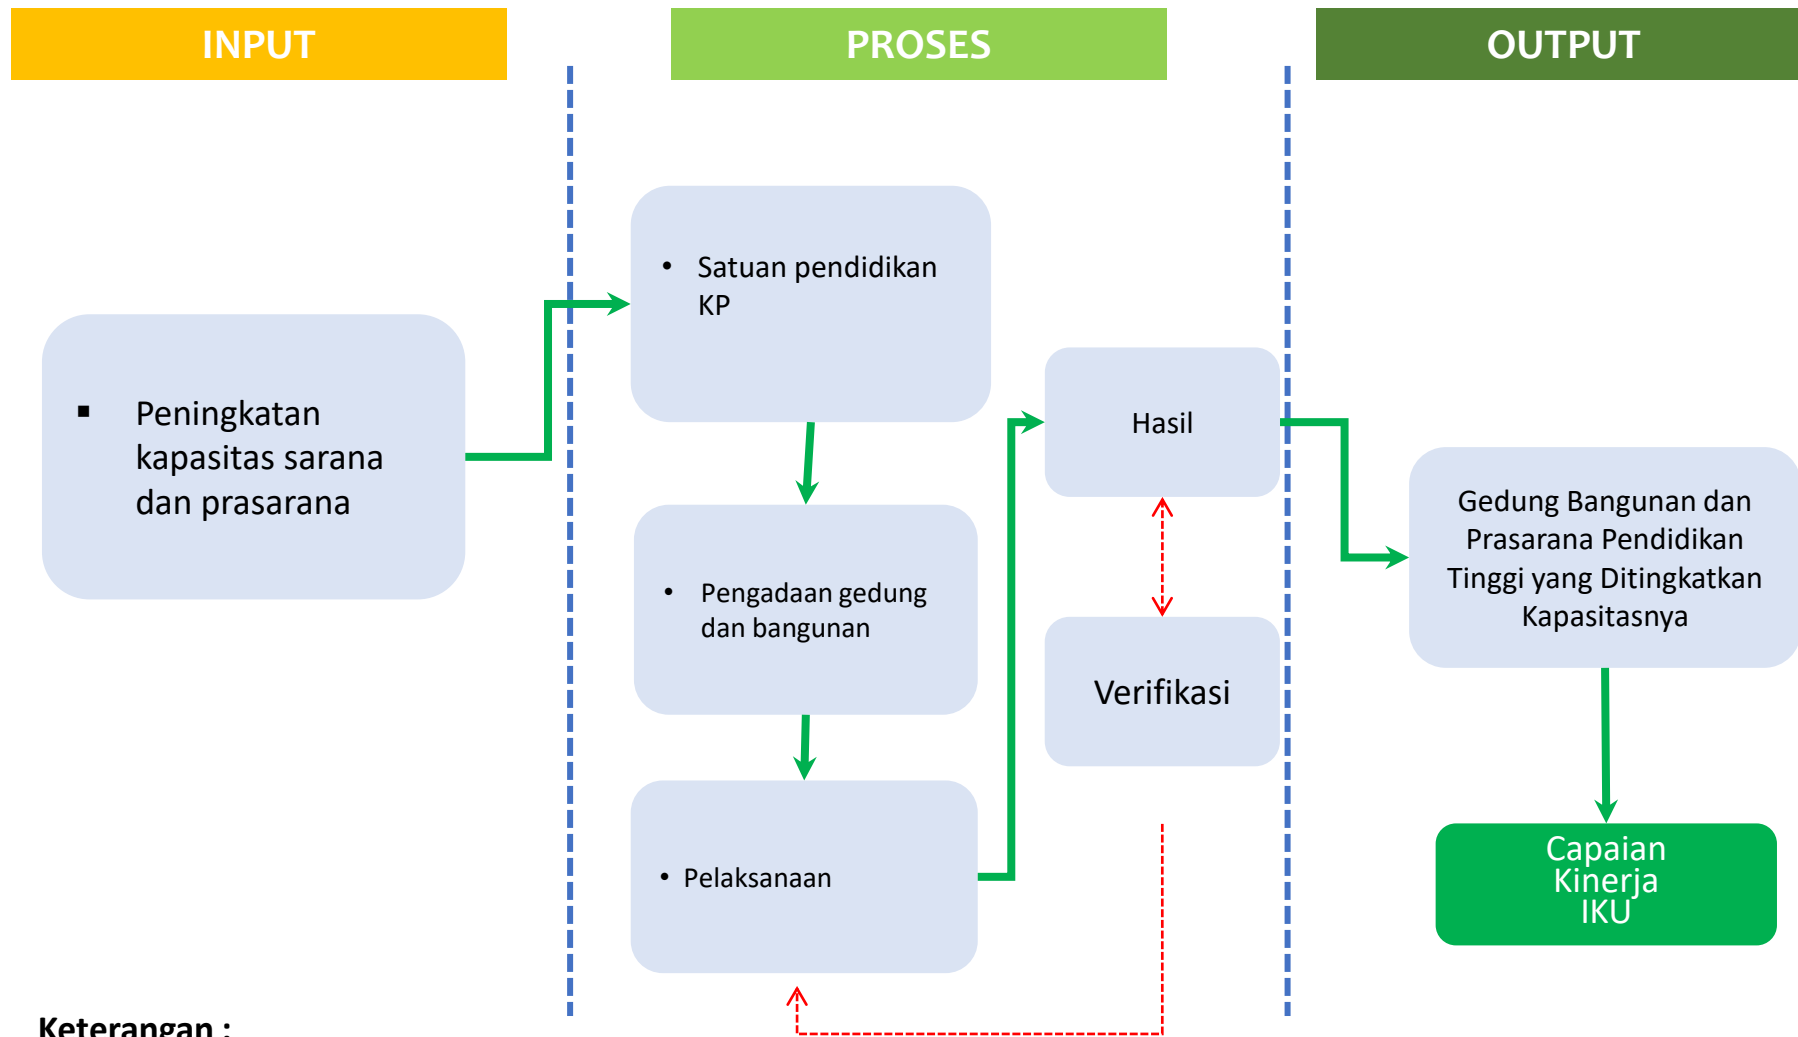 INPUT
PROSES
OUTPUT
▪ Peningkatan
kapasitas sarana
dan prasarana
• Satuan pendidikan
KP
• Pengadaan gedung
dan bangunan
• Pelaksanaan
Hasil
Verifikasi
Gedung Bangunan dan
Prasarana Pendidikan
Tinggi yang Ditingkatkan
Kapasitasnya
Capaian
Kinerja
IKU
Keterangan :